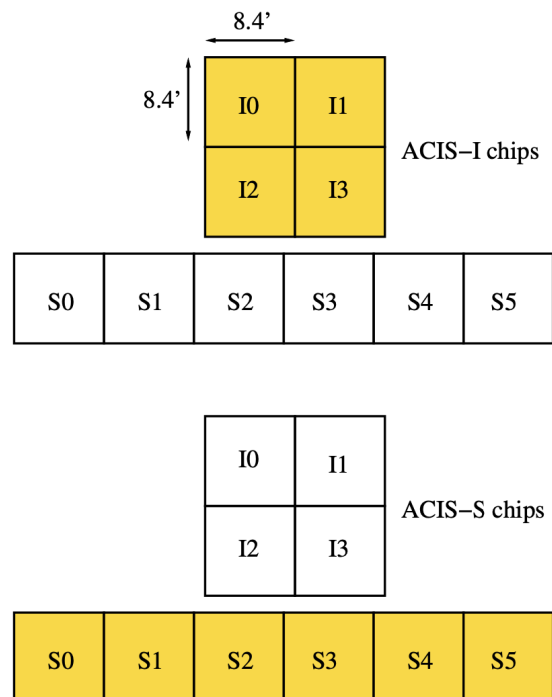 8.4’
8.4’
I0 I1
ACIS–I chips
I2 I3
S0 S1 S2 S3 S4 S5
I0 I1
ACIS–S chips
I2 I3
S0 S1 S2 S3 S4 S5